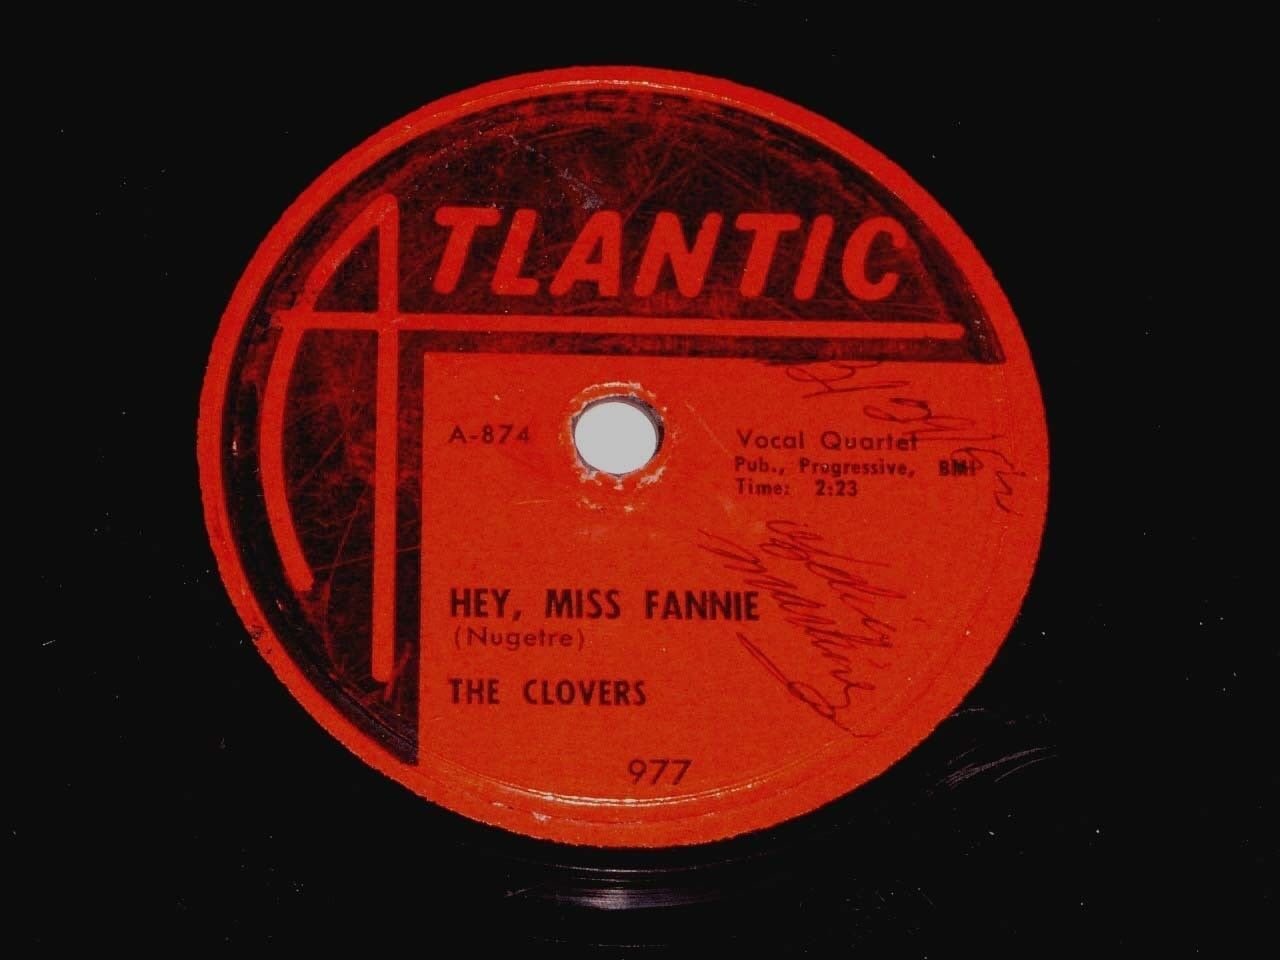 ATLANTIC
A-874
Vocal Quartet
Pub., Progressive, BMI
Time: 2:23
HEY, MISS FANNIE
(Nugetre)
THE CLOVERS
977